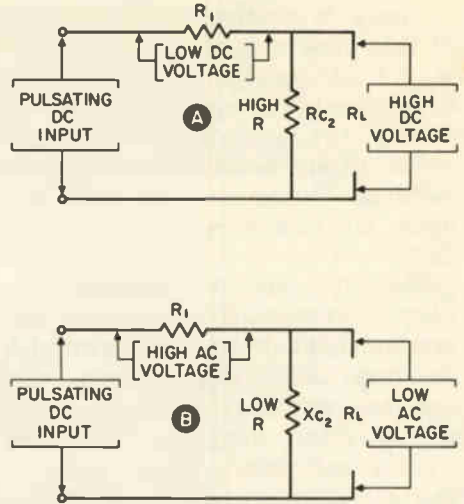 R1
LOW DC
VOLTAGE
PULSATING
DC
INPUT
A
HIGH
R
RC2
RL
HIGH
DC
VOLTAGE
R1
HIGH AC
VOLTAGE
PULSATING
DC
INPUT
B
LOW
R
XC2
RL
LOW
AC
VOLTAGE